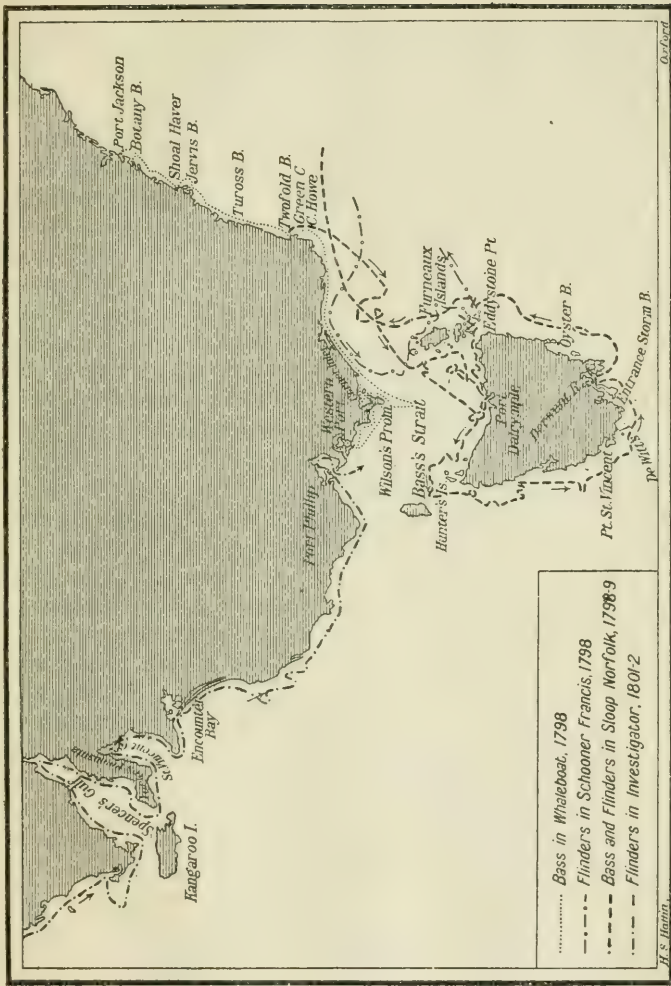 Port Jackson
Botany B.
Shoal Haver
Jervis B.
Tuross B.
Twofold B.
Green C
C. Howe
Furneaux
Islands
Eddystone Pt
Oyster B.
Entrance Storm B.
Western
Port
Wilson's Prom
Bass's Strait
Port
Dalrymple
Derwent R.
Port Phillip
Hunter's Is.
Pt. St. Vincent
De Witts
Encounter
Bay
St Vincent G.
Spencer's Gulf
Kangaroo I.
Bass in Whaleboat, 1798
Flinders in Schooner Francis, 1798
Bass and Flinders in Sloop Norfolk, 1798-9
Flinders in Investigator, 1801-2
Oxford